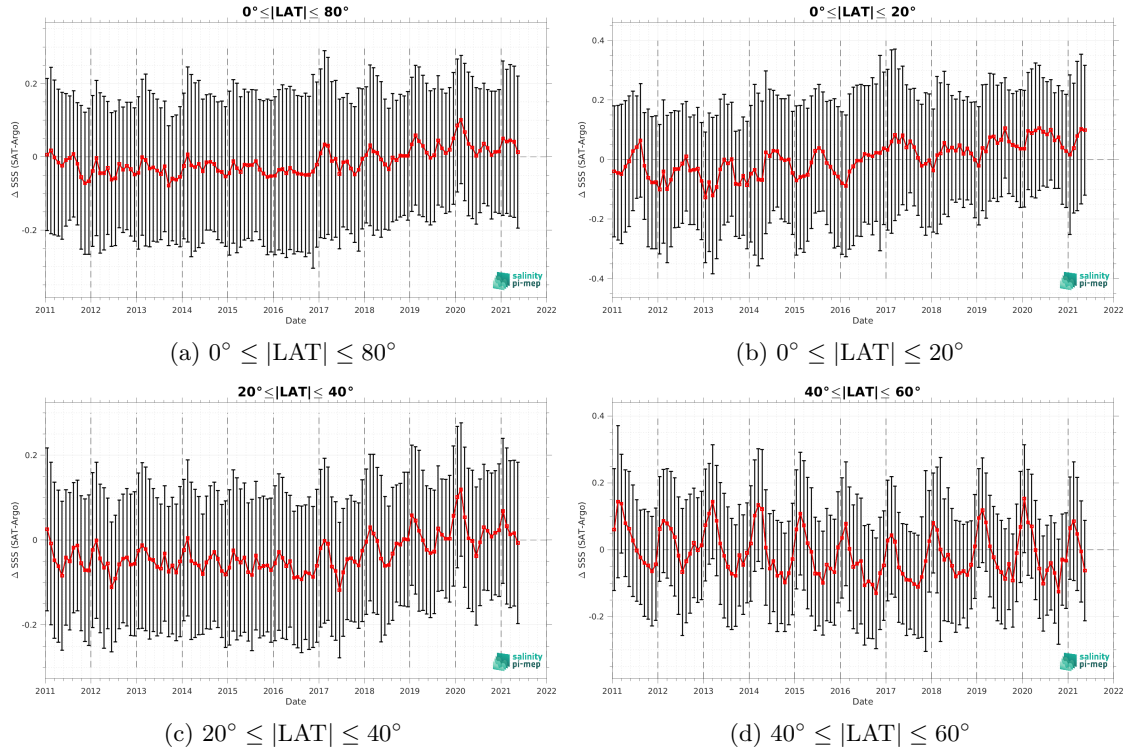 0°≤|LAT|≤ 80°
0.2
0
-0.2
Δ SSS (SAT-Argo)
2011 2012 2013 2014 2015 2016 2017 2018 2019 2020 2021 2022
Date
salinity
pi-mep
(a) 0° ≤ |LAT| ≤ 80°
0°≤|LAT|≤ 20°
0.4
0.2
0
-0.2
-0.4
Δ SSS (SAT-Argo)
2011 2012 2013 2014 2015 2016 2017 2018 2019 2020 2021 2022
Date
salinity
pi-mep
(b) 0° ≤ |LAT| ≤ 20°
20°≤|LAT|≤ 40°
0.2
0
-0.2
Δ SSS (SAT-Argo)
2011 2012 2013 2014 2015 2016 2017 2018 2019 2020 2021 2022
Date
salinity
pi-mep
(c) 20° ≤ |LAT| ≤ 40°
40°≤|LAT|≤ 60°
0.4
0.2
0
-0.2
Δ SSS (SAT-Argo)
2011 2012 2013 2014 2015 2016 2017 2018 2019 2020 2021 2022
Date
salinity
pi-mep
(d) 40° ≤ |LAT| ≤ 60°